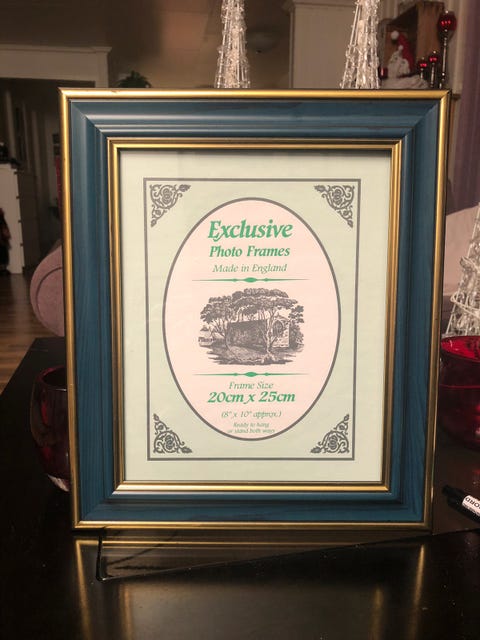 Exclusive
Photo Frames
Made in England
Frame Size
20cm x 25cm
(8" x 10" approx.)
Ready to hang
or stand both ways